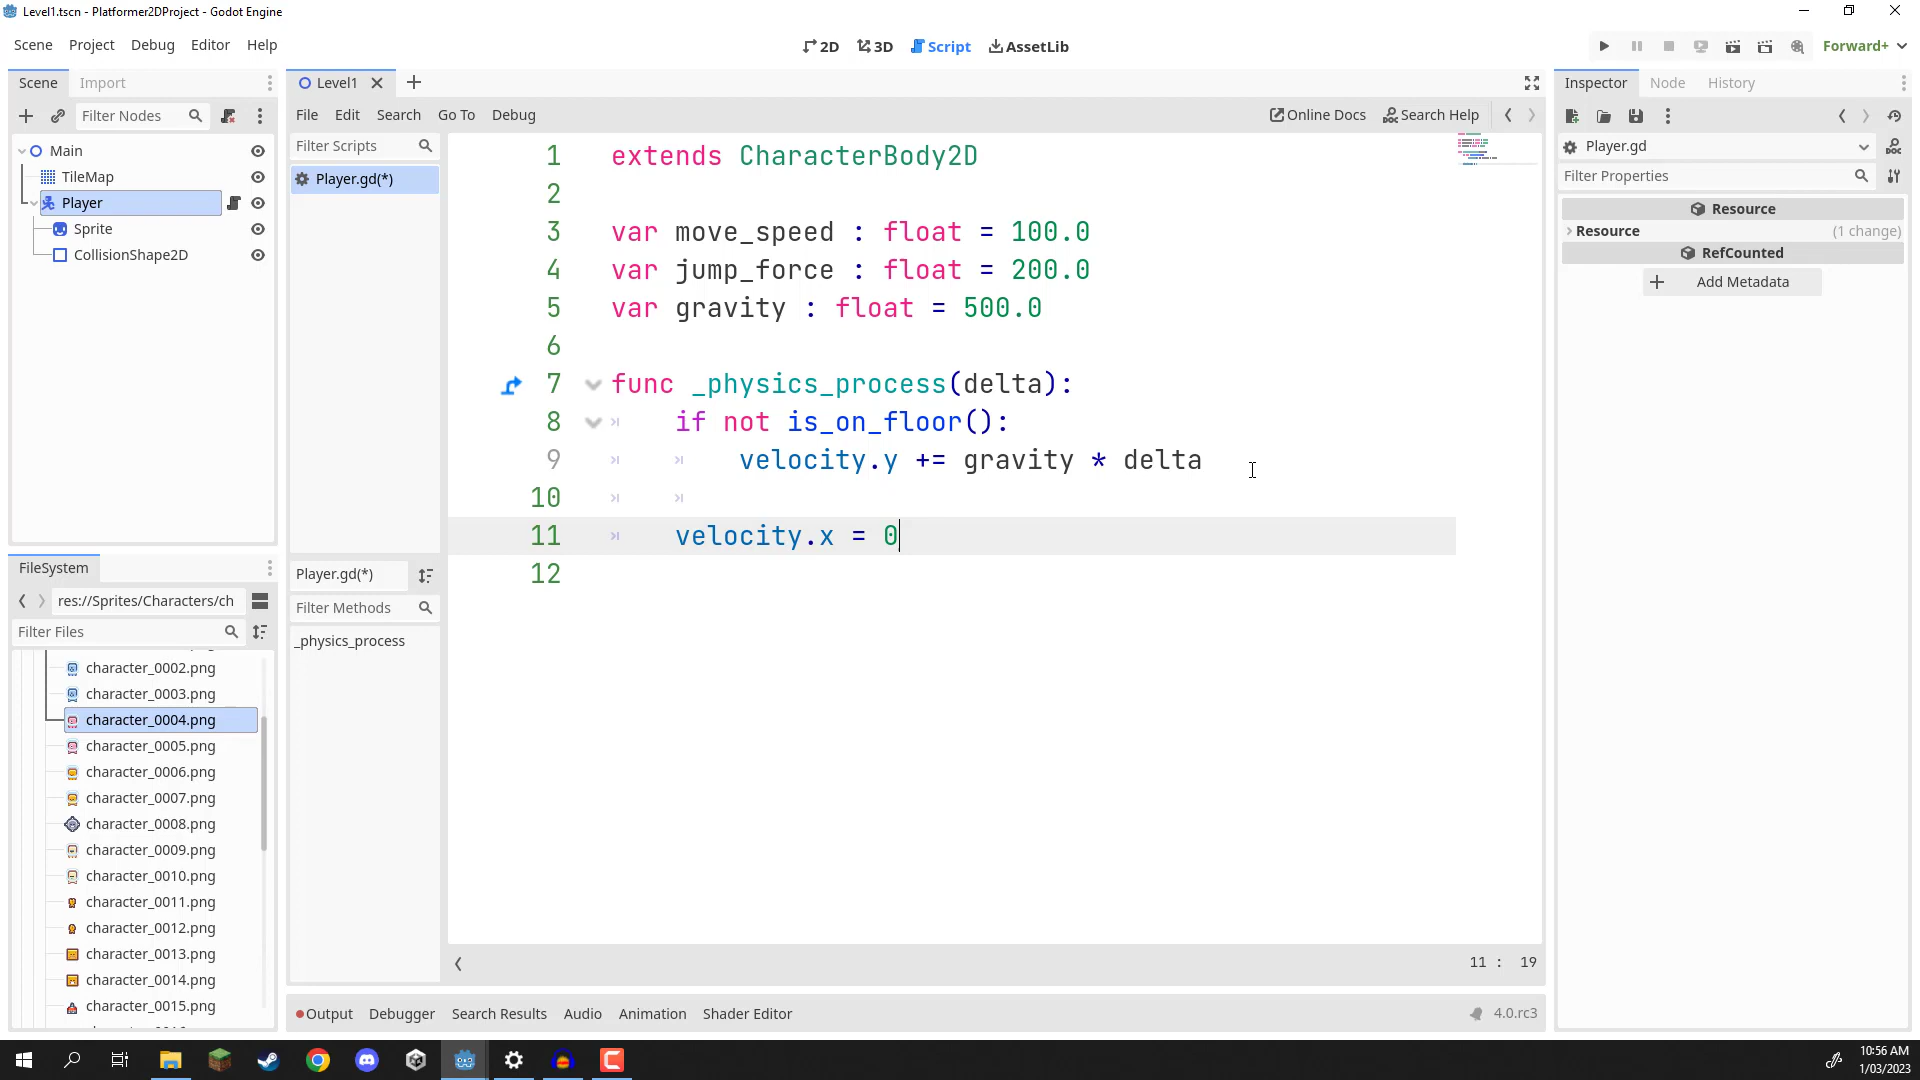 Level1.tscn - Platformer2DProject - Godot Engine
Scene Project Debug Editor Help
2D 3D Script AssetLib
Forward+
Scene Import
Filter Nodes
Main
TileMap
Player
Sprite
CollisionShape2D
FileSystem
res://Sprites/Characters/ch
Filter Files
character_0002.png
character_0003.png
character_0004.png
character_0005.png
character_0006.png
character_0007.png
character_0008.png
character_0009.png
character_0010.png
character_0011.png
character_0012.png
character_0013.png
character_0014.png
character_0015.png
Level1
File Edit Search Go To Debug
Online Docs Search Help
Filter Scripts
Player.gd(*)
Player.gd(*)
Filter Methods
_physics_process
1 extends CharacterBody2D
2
3 var move_speed : float = 100.0
4 var jump_force : float = 200.0
5 var gravity : float = 500.0
6
7 func _physics_process(delta):
8 if not is_on_floor():
9 velocity.y += gravity * delta
10
11 velocity.x = 0
12
11 : 19
Output Debugger Search Results Audio Animation Shader Editor
4.0.rc3
Inspector Node History
Player.gd
Filter Properties
Resource
Resource (1 change)
RefCounted
Add Metadata
10:56 AM
1/03/2023